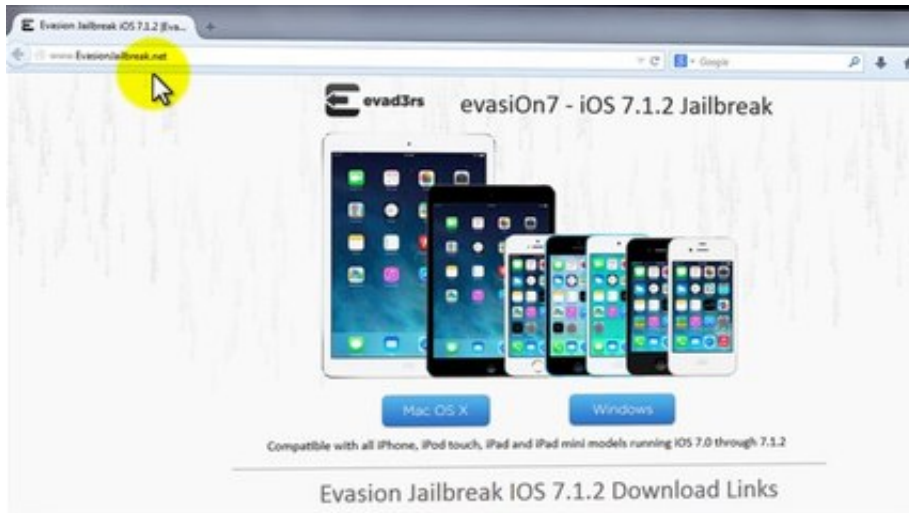 Evasion Jailbreak iOS 7.1.2 |Eva...
www.EvasionJailbreak.net
Google
evad3rs
evasiOn7 - iOS 7.1.2 Jailbreak
Mac OS X
Windows
Compatible with all iPhone, iPod touch, iPad and iPad mini models running iOS 7.0 through 7.1.2
Evasion Jailbreak IOS 7.1.2 Download Links